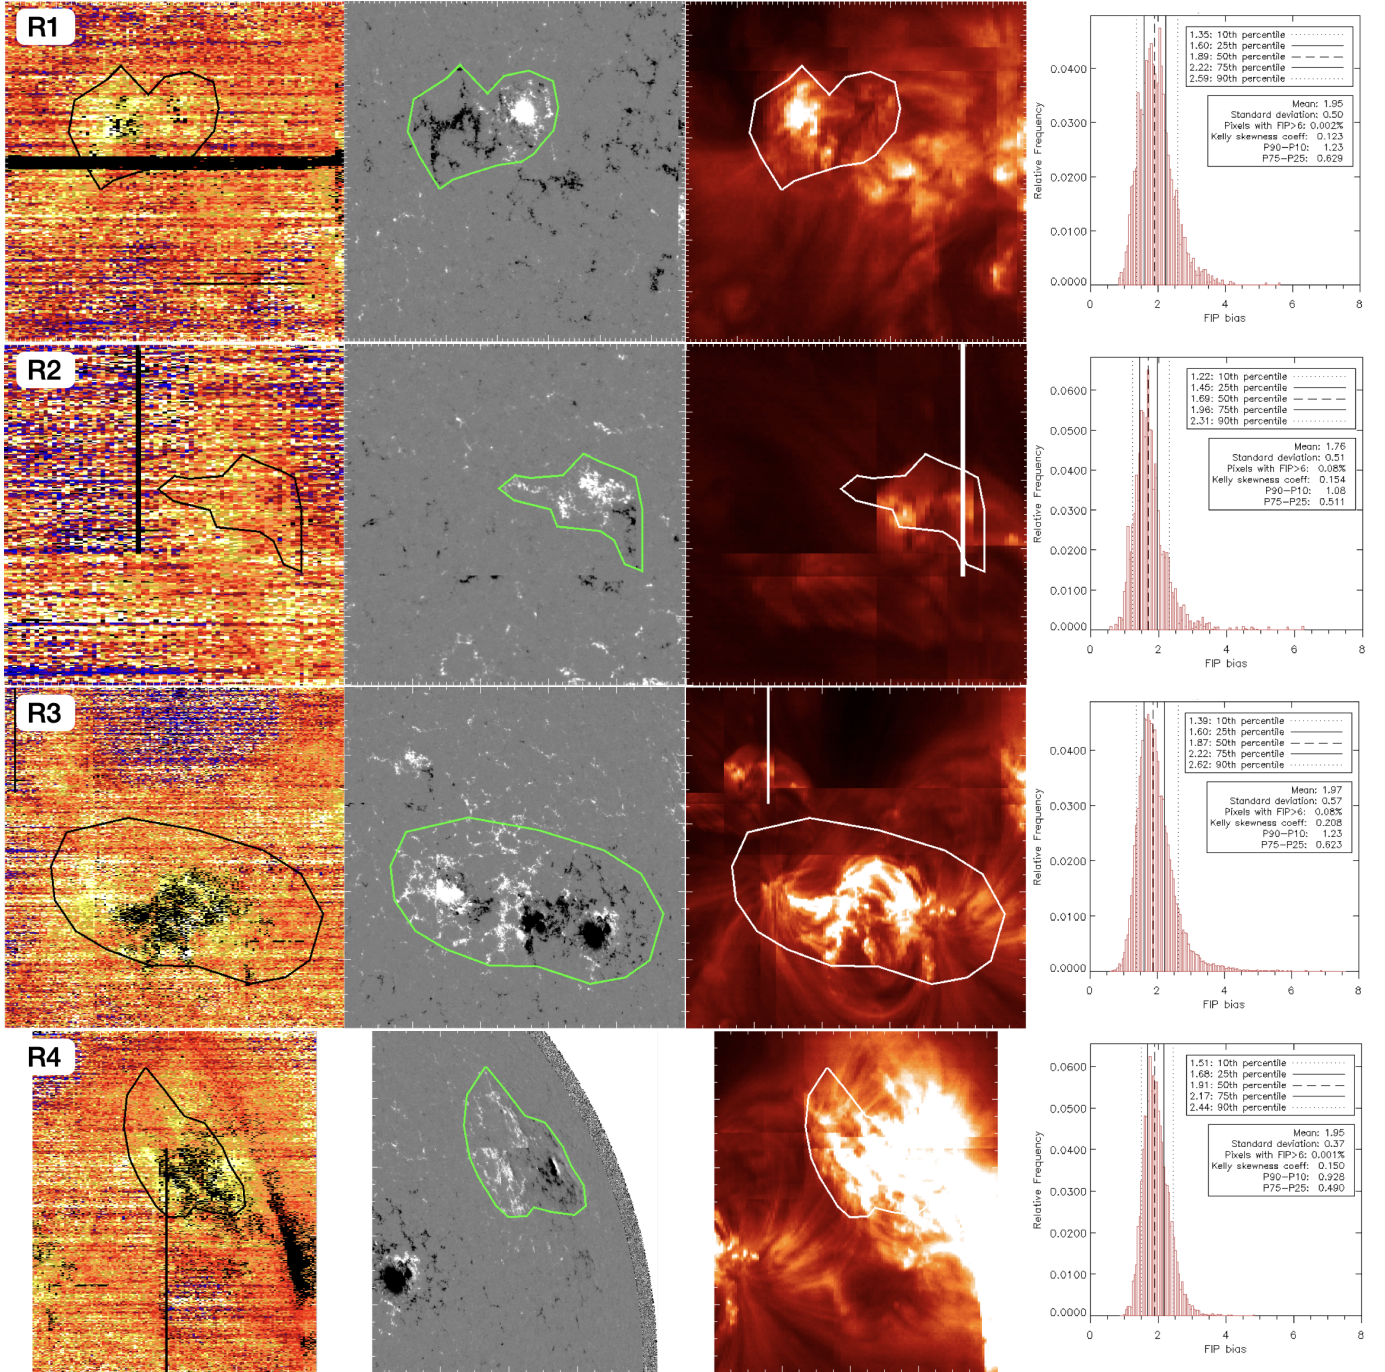 R1
1.35: 10th percentile
1.60: 25th percentile
1.89: 50th percentile
2.22: 75th percentile
2.59: 90th percentile
Mean: 1.95
Standard deviation: 0.50
Pixels with FIP>6: 0.002%
Kelly skewness coeff: 0.123
P90-P10: 1.23
P75-P25: 0.629
Relative Frequency
0.0400
0.0300
0.0200
0.0100
0.0000
0 2 4 6 8
FIP bias
R2
1.22: 10th percentile
1.45: 25th percentile
1.69: 50th percentile
1.96: 75th percentile
2.31: 90th percentile
Mean: 1.76
Standard deviation: 0.51
Pixels with FIP>6: 0.08%
Kelly skewness coeff: 0.154
P90-P10: 1.08
P75-P25: 0.511
Relative Frequency
0.0600
0.0500
0.0400
0.0300
0.0200
0.0100
0.0000
0 2 4 6 8
FIP bias
R3
1.39: 10th percentile
1.60: 25th percentile
1.87: 50th percentile
2.22: 75th percentile
2.62: 90th percentile
Mean: 1.97
Standard deviation: 0.57
Pixels with FIP>6: 0.08%
Kelly skewness coeff: 0.208
P90-P10: 1.23
P75-P25: 0.623
Relative Frequency
0.0400
0.0300
0.0200
0.0100
0.0000
0 2 4 6 8
FIP bias
R4
1.51: 10th percentile
1.68: 25th percentile
1.91: 50th percentile
2.17: 75th percentile
2.44: 90th percentile
Mean: 1.95
Standard deviation: 0.37
Pixels with FIP>6: 0.001%
Kelly skewness coeff: 0.150
P90-P10: 0.928
P75-P25: 0.490
Relative Frequency
0.0600
0.0500
0.0400
0.0300
0.0200
0.0100
0.0000
0 2 4 6 8
FIP bias